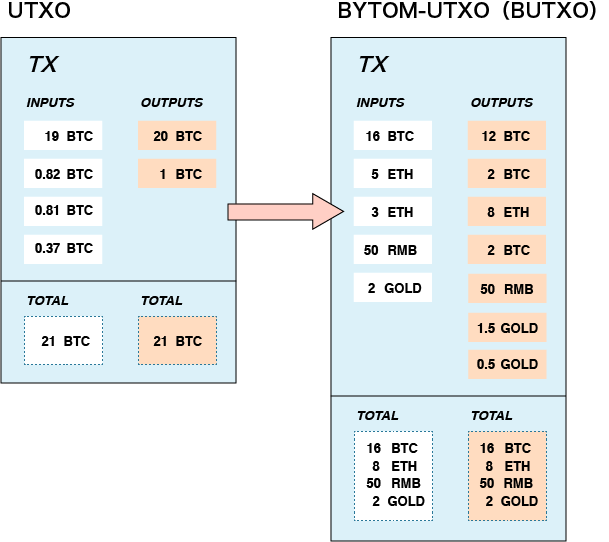 UTXO
TX
INPUTS OUTPUTS
19 BTC 20 BTC
0.82 BTC 1 BTC
0.81 BTC
0.37 BTC
TOTAL TOTAL
21 BTC 21 BTC
BYTOM-UTXO (BUTXO)
TX
INPUTS OUTPUTS
16 BTC 12 BTC
5 ETH 2 BTC
3 ETH 8 ETH
50 RMB 2 BTC
2 GOLD 50 RMB
1.5 GOLD
0.5 GOLD
TOTAL TOTAL
16 BTC 16 BTC
8 ETH 8 ETH
50 RMB 50 RMB
2 GOLD 2 GOLD